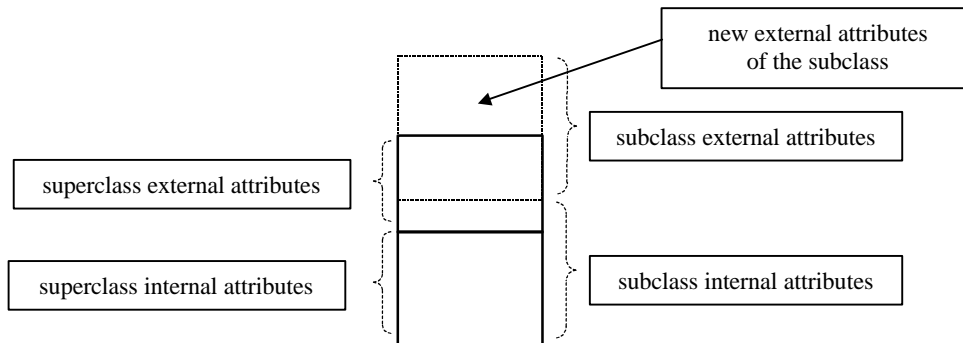 new external attributes
of the subclass
subclass external attributes
superclass external attributes
superclass internal attributes
subclass internal attributes